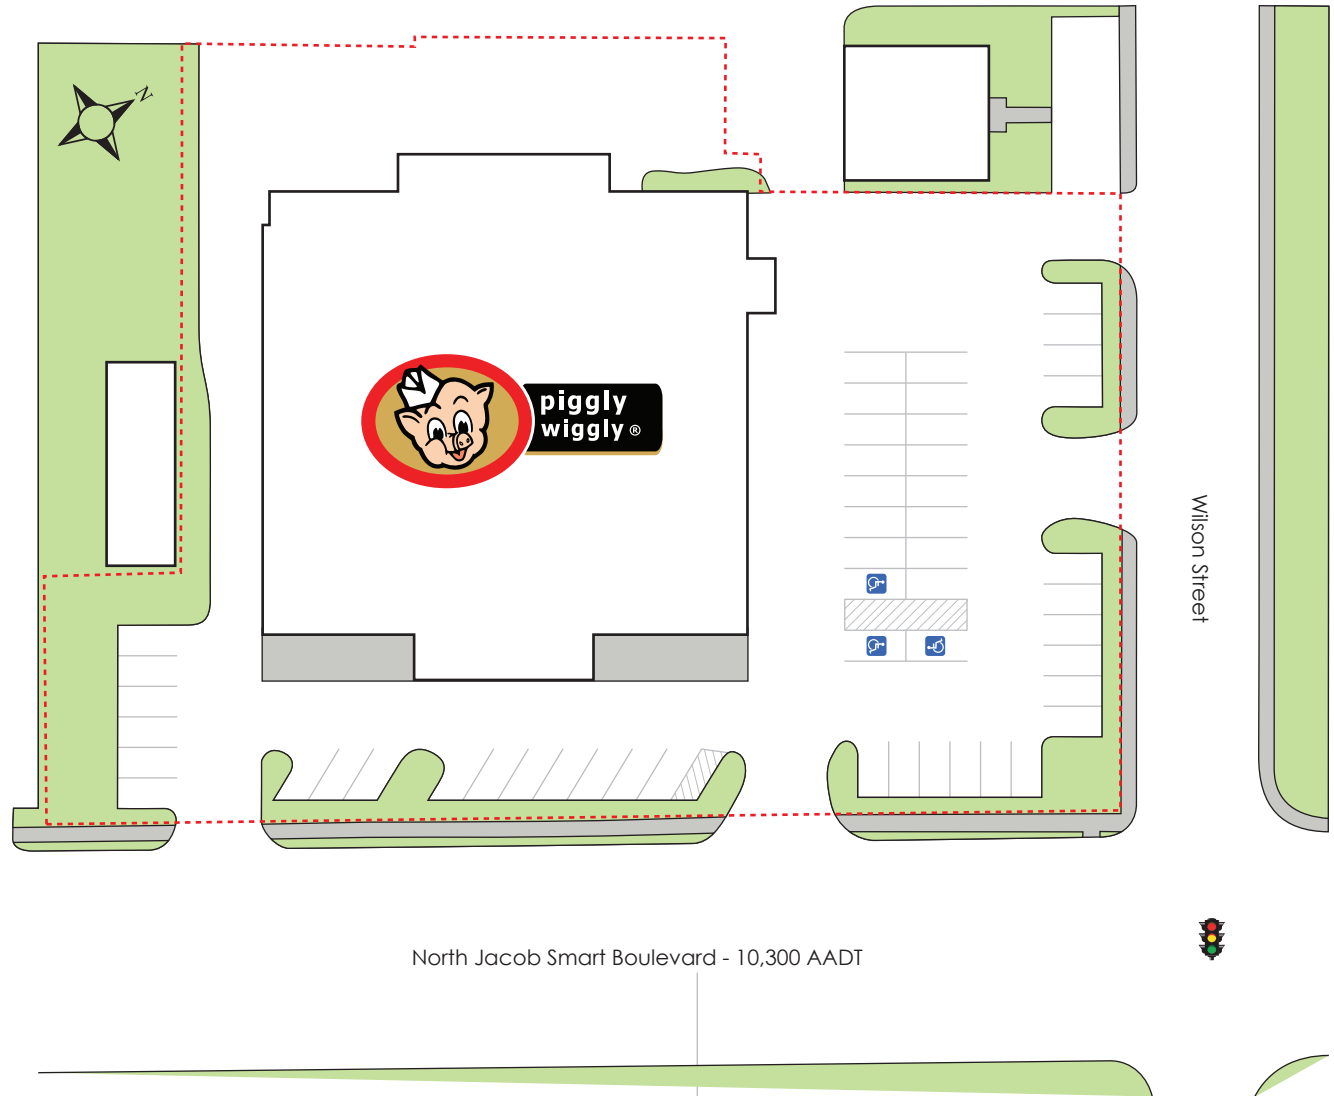 N
piggly
wiggly ®
Wilson Street
North Jacob Smart Boulevard - 10,300 AADT